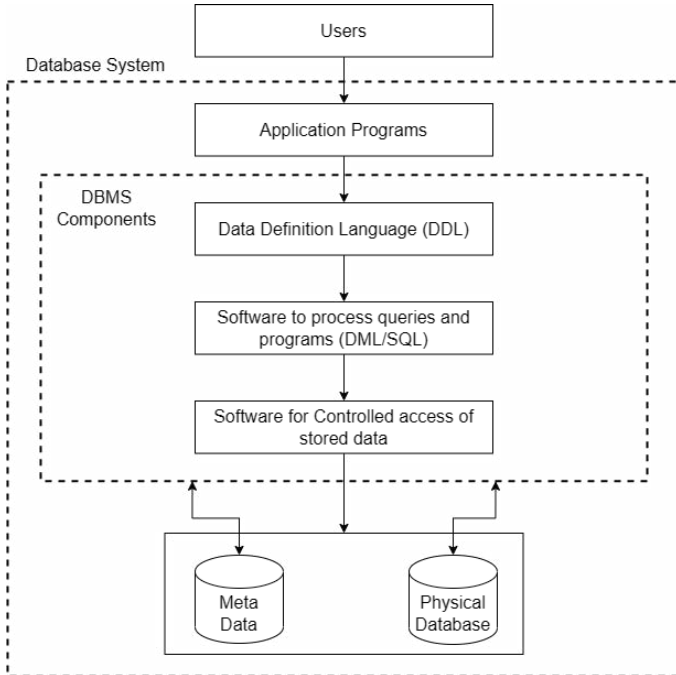 Users
Database System
Application Programs
DBMS
Components
Data Definition Language (DDL)
Software to process queries and
programs (DML/SQL)
Software for Controlled access of
stored data
Meta
Data
Physical
Database